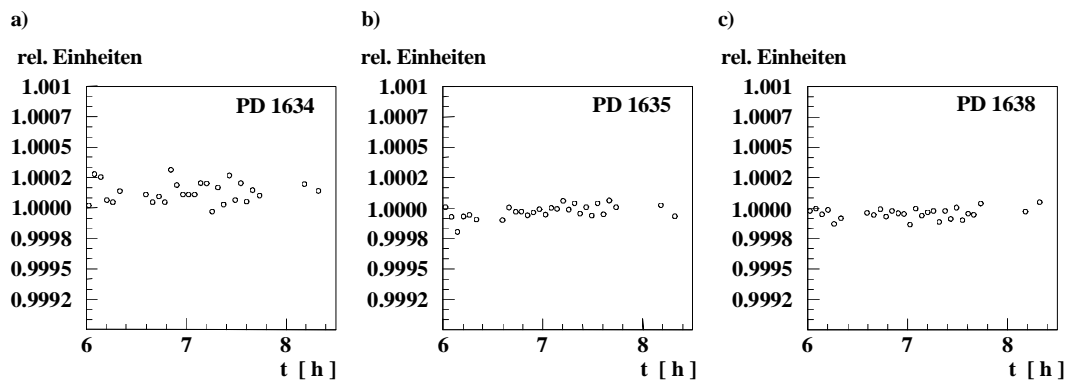 a)
rel. Einheiten
1.001
1.0007
1.0005
1.0002
1.0000
0.9998
0.9995
0.9992
PD 1634
6 7 8
t [ h ]
b)
rel. Einheiten
1.001
1.0007
1.0005
1.0002
1.0000
0.9998
0.9995
0.9992
PD 1635
6 7 8
t [ h ]
c)
rel. Einheiten
1.001
1.0007
1.0005
1.0002
1.0000
0.9998
0.9995
0.9992
PD 1638
6 7 8
t [ h ]